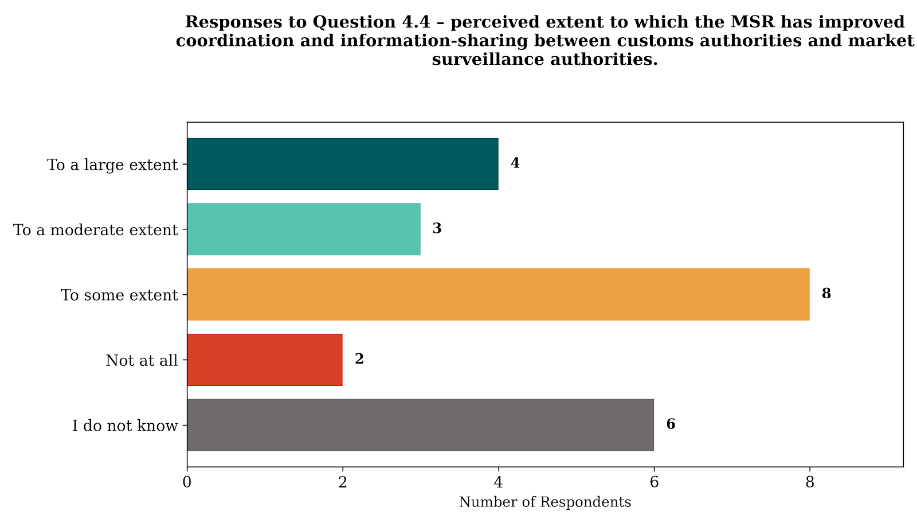 Responses to Question 4.4 – perceived extent to which the MSR has improved
coordination and information-sharing between customs authorities and market
surveillance authorities.
To a large extent
4
To a moderate extent
3
To some extent
8
Not at all
2
I do not know
6
0 2 4 6 8
Number of Respondents